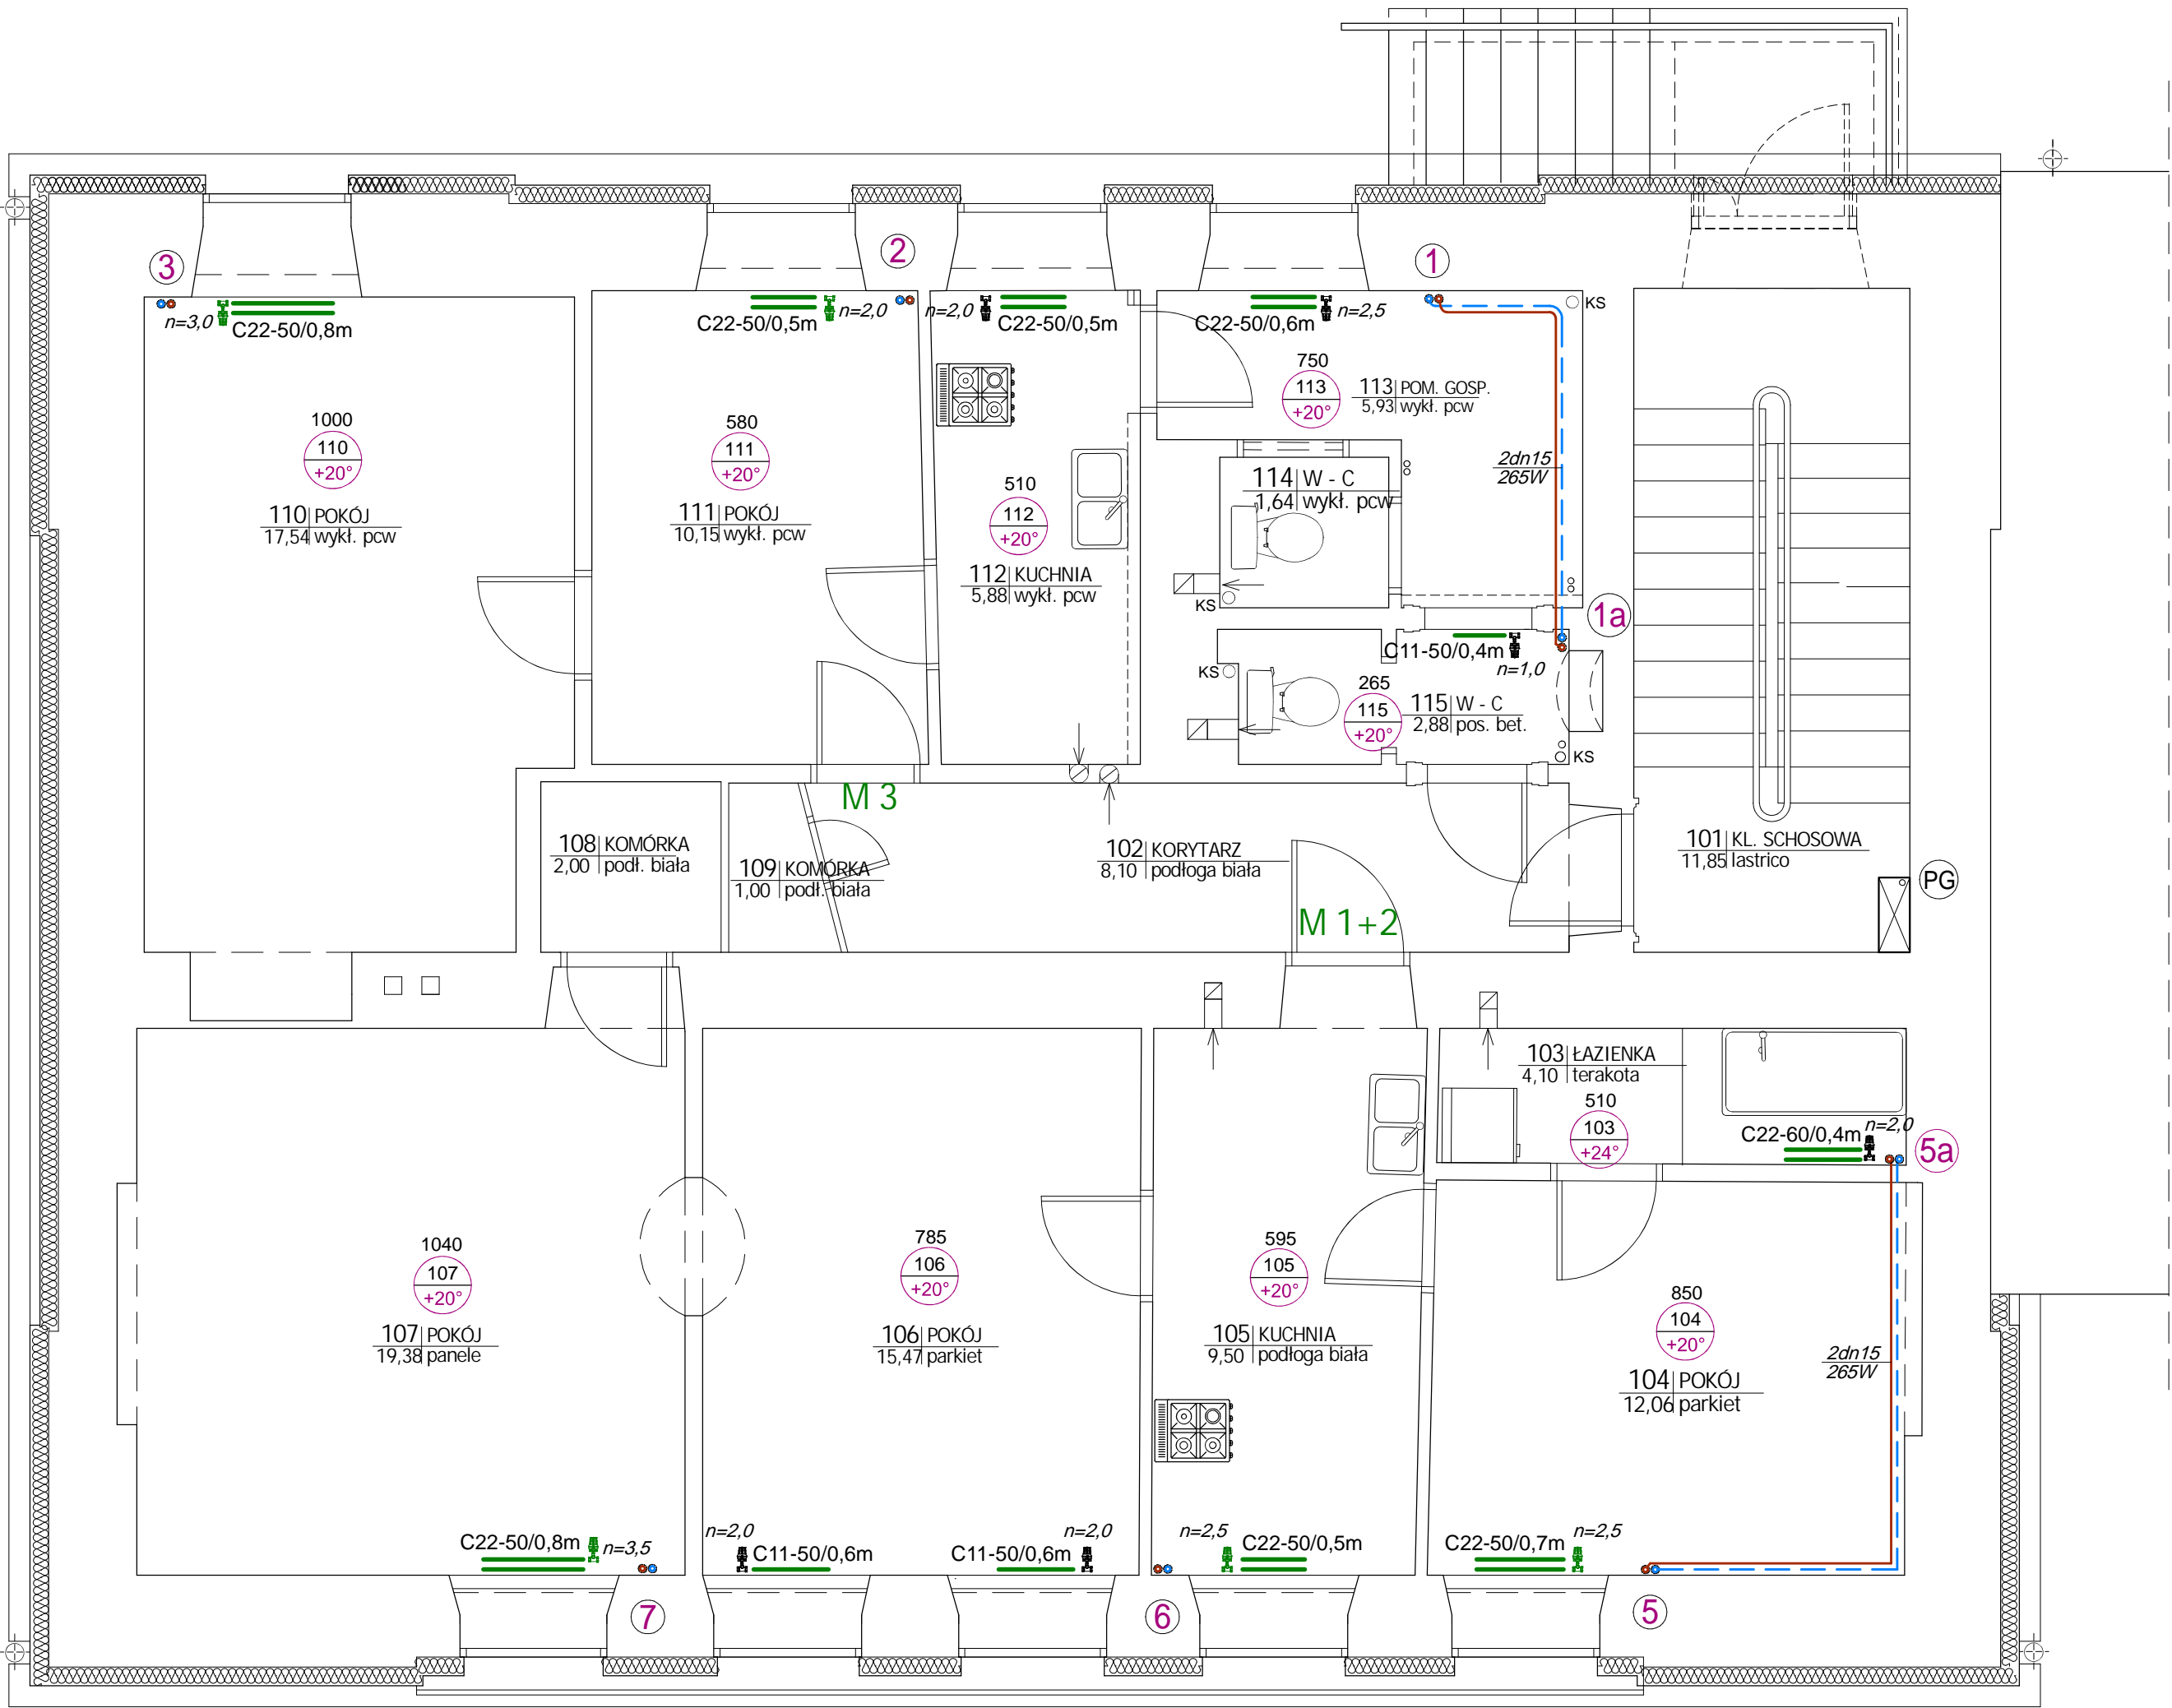 3
2
1
n=3,0
C22-50/0,8m
C22-50/0,5m
n=2,0
n=2,0
C22-50/0,5m
C22-50/0,6m
n=2,5
KS
1000
110
+20°
110 POKÓJ
17,54 wykł. pcw
580
111
+20°
111 POKÓJ
10,15 wykł. pcw
510
112
+20°
112 KUCHNIA
5,88 wykł. pcw
750
113
+20°
113 POM. GOSP.
5,93 wykł. pcw
2dn15
265W
114 W - C
1,64 wykł. pcw
KS
1a
C11-50/0,4m
n=1,0
KS
265
115
+20°
115 W - C
2,88 pos. bet.
KS
M 3
108 KOMÓRKA
2,00 podł. biała
109 KOMÓRKA
1,00 podł. biała
102 KORYTARZ
8,10 podłoga biała
M 1+2
101 KL. SCHOSOWA
11,85 lastrico
PG
103 ŁAZIENKA
4,10 terakota
510
103
+24°
C22-60/0,4m
n=2,0
5a
1040
107
+20°
107 POKÓJ
19,38 panele
785
106
+20°
106 POKÓJ
15,47 parkiet
595
105
+20°
105 KUCHNIA
9,50 podłoga biała
850
104
+20°
104 POKÓJ
12,06 parkiet
2dn15
265W
C22-50/0,8m
n=3,5
n=2,0
C11-50/0,6m
C11-50/0,6m
n=2,0
n=2,5
C22-50/0,5m
C22-50/0,7m
n=2,5
7
6
5